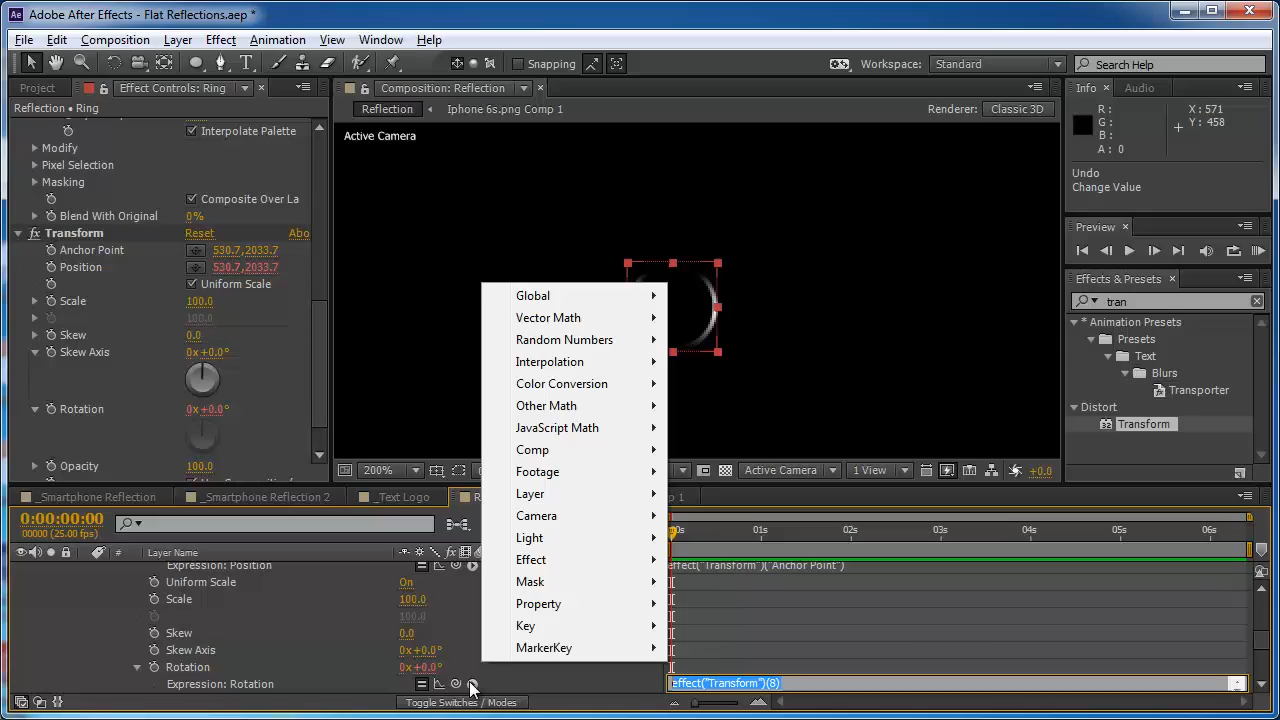 Adobe After Effects - Flat Reflections.aep *
File Edit Composition Layer Effect Animation View Window Help
Snapping
Workspace: Standard
Search Help
Project
Effect Controls: Ring
Reflection • Ring
Interpolate Palette
Modify
Pixel Selection
Masking
Composite Over La
Blend With Original 0%
fx Transform Reset Abo
Anchor Point 530.7,2033.7
Position 530.7,2033.7
Uniform Scale
Scale 100.0
100.0
Skew 0.0
Skew Axis 0x+0.0°
Rotation 0x+0.0°
Opacity 100.0
Composition: Reflection
Reflection Iphone 6s.png Comp 1
Renderer: Classic 3D
Active Camera
Global
Vector Math
Random Numbers
Interpolation
Color Conversion
Other Math
JavaScript Math
Comp
Footage
Layer
Camera
Light
Effect
Mask
Property
Key
MarkerKey
200%
Active Camera
1 View
+0.0
Info
Audio
R:
G:
B:
A: 0
X: 571
Y: 458
Undo
Change Value
Preview
Effects & Presets
tran
* Animation Presets
Presets
Text
Blurs
Transporter
Distort
Transform
_Smartphone Reflection
_Smartphone Reflection 2
_Text Logo
0:00:00:00
00000 (25.00 fps)
# Layer Name
00s 01s 02s 03s 04s 05s 06s
Expression: Position
effect("Transform")("Anchor Point")
Uniform Scale On
Scale 100.0
100.0
Skew 0.0
Skew Axis 0x+0.0°
Rotation 0x+0.0°
Expression: Rotation
effect("Transform")(8)
Toggle Switches / Modes